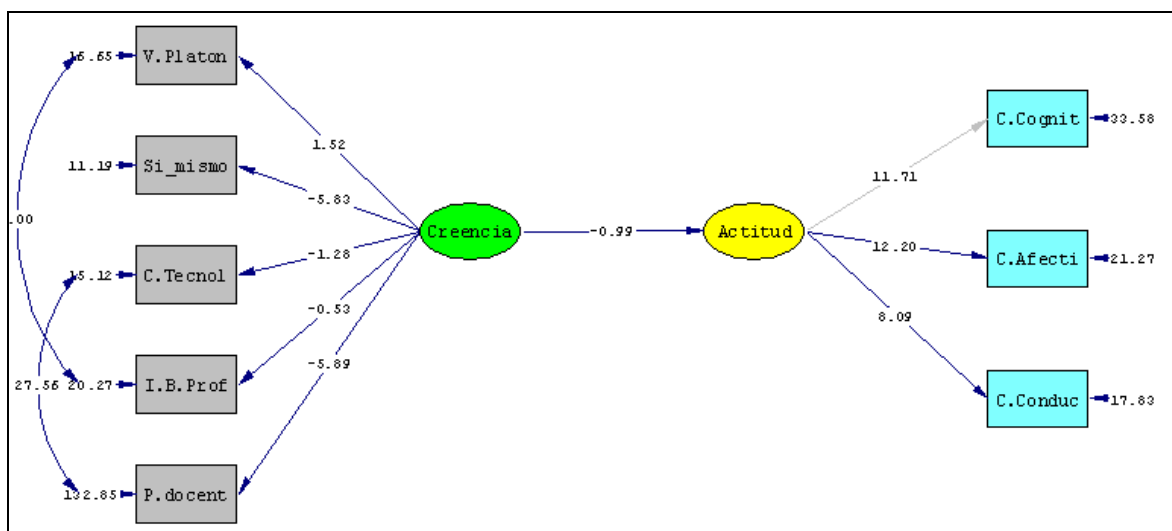 15.65
V.Platon
1.52
11.19
Si_mismo
-5.83
.00
Creencia
-0.99
Actitud
15.12
C.Tecnol
-1.28
-0.53
27.56
20.27
I.B.Prof
-5.89
132.85
P.docent
C.Cognit
33.58
11.71
12.20
C.Afecti
21.27
8.09
C.Conduc
17.83